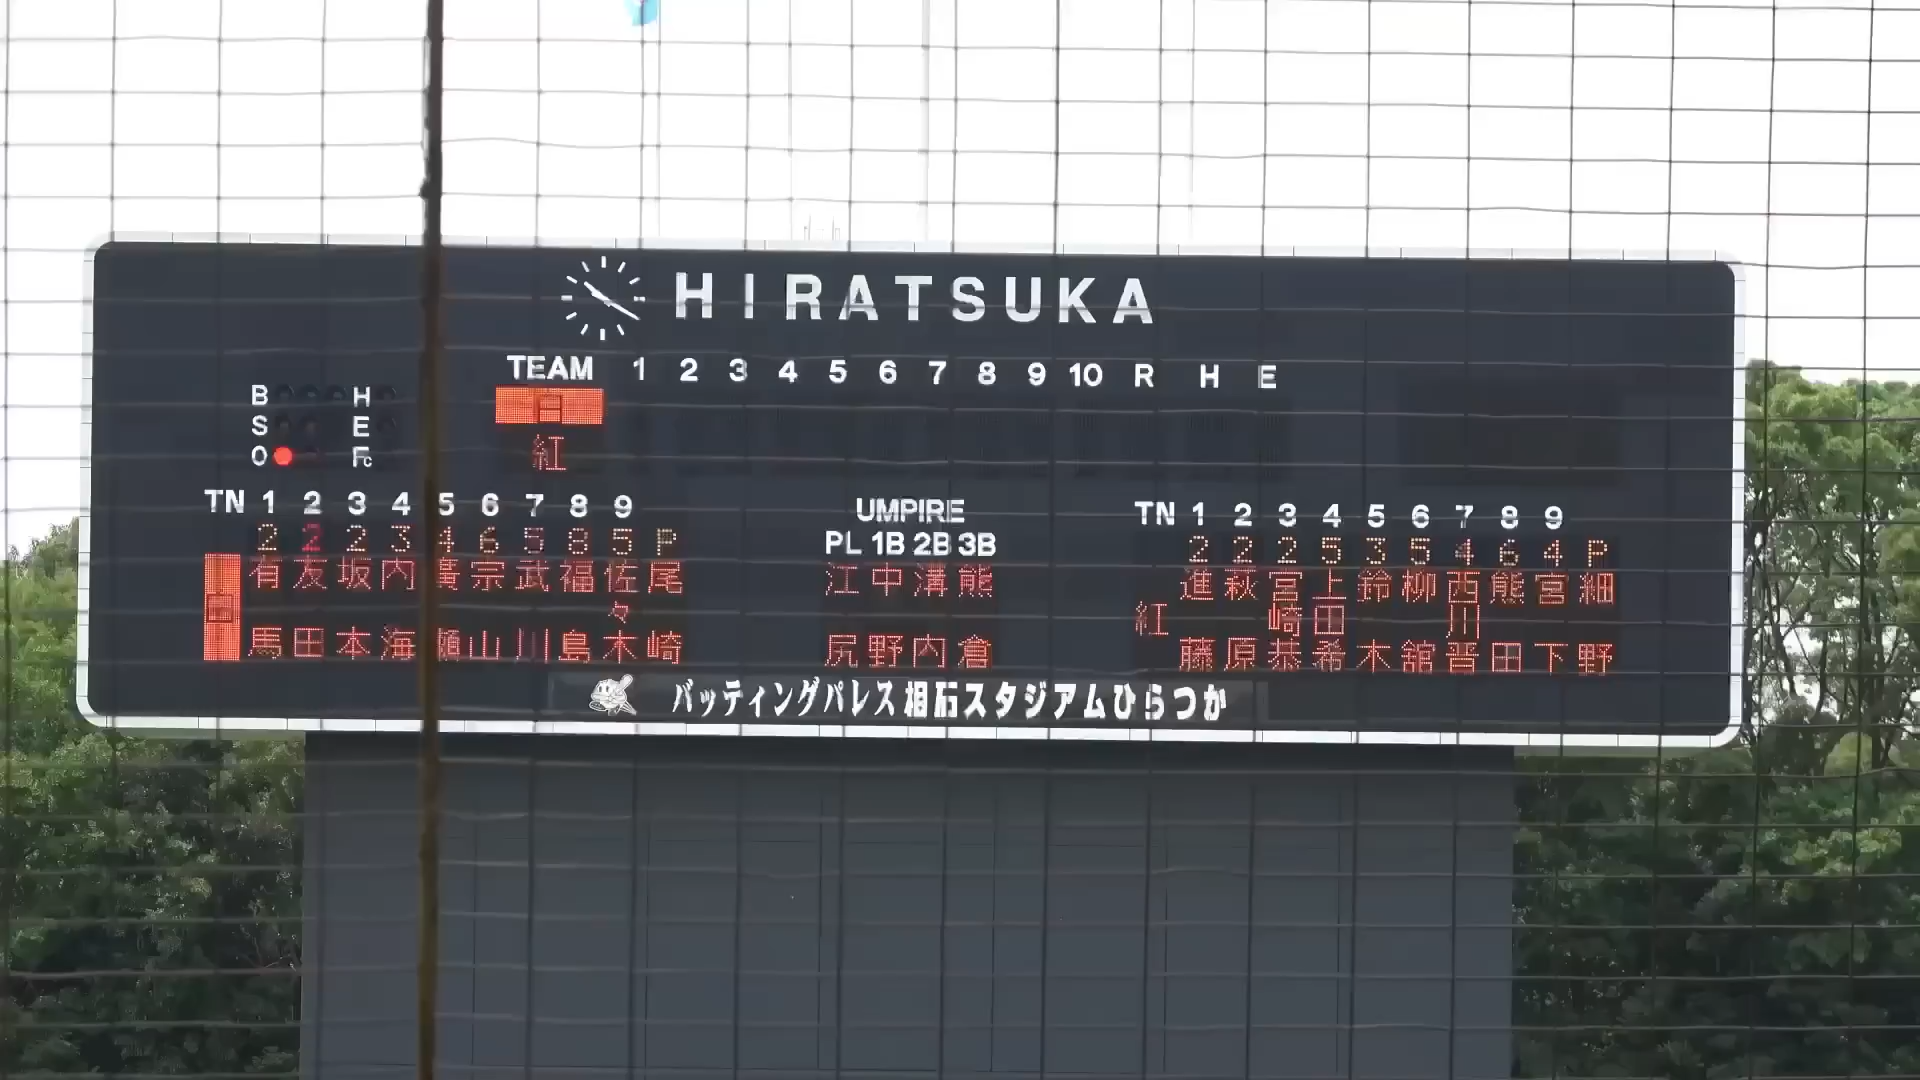 HIRATSUKA
TEAM 1 2 3 4 5 6 7 8 9 10 R H E
B H
S E
O Fc
白
紅
TN 1 2 3 4 5 6 7 8 9
2 2 2 3 4 6 5 8 5 P
白
有馬 友田 坂本 内海 宗山 武川 福島 佐々木 尾崎
UMPIRE
PL 1B 2B 3B
江尻 中野 溝内 熊倉
TN 1 2 3 4 5 6 7 8 9
2 2 2 5 3 5 4 6 4 P
紅
進藤 萩原 宮崎恭 上田希 鈴木 柳舘 西川晋 熊田 宮下 細野
バッティングパレス相石スタジアムひらつか